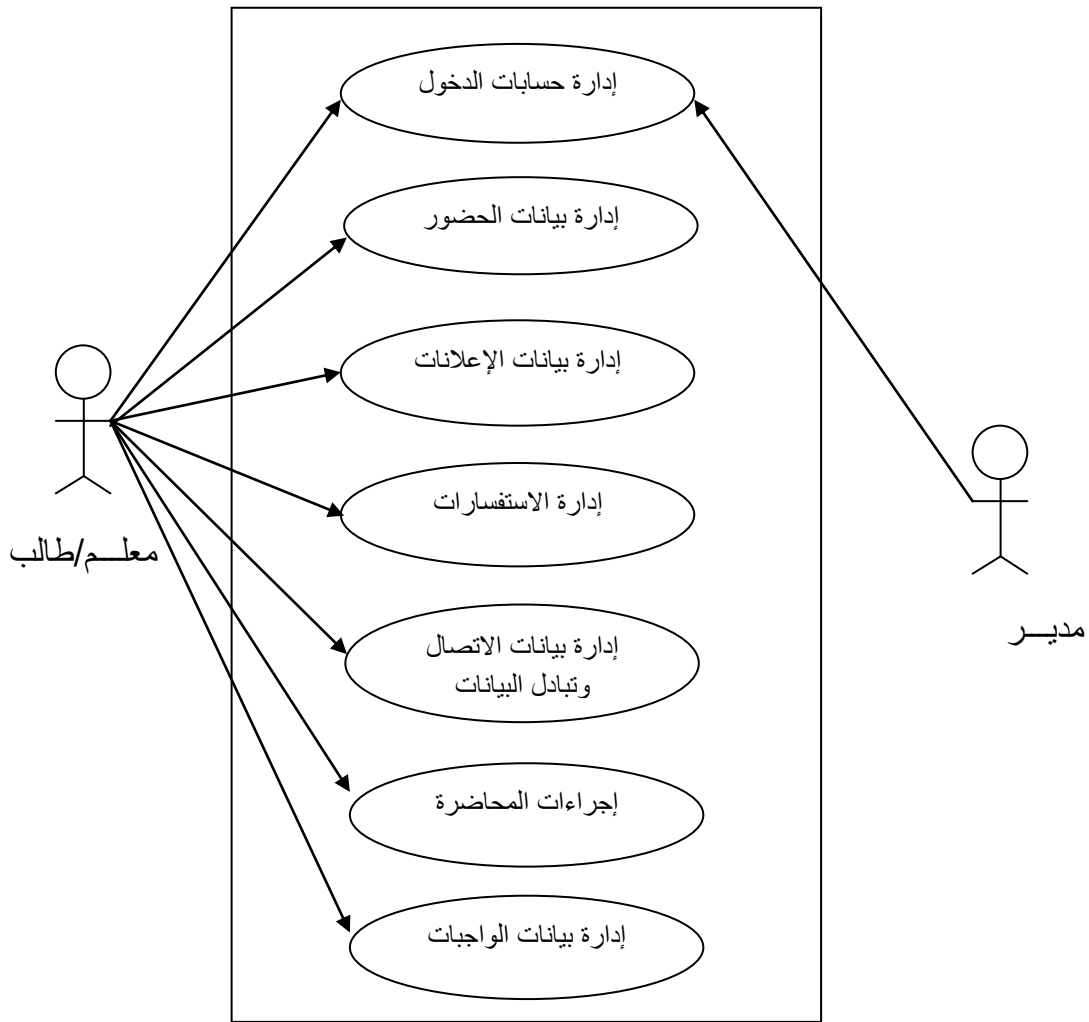 إدارة حسابات الدخول
إدارة بيانات الحضور
إدارة بيانات الإعلانات
إدارة الاستفسارات
معلـــم/طالب
مديـــر
إدارة بيانات الاتصال
وتبادل البيانات
إجراءات المحاضرة
إدارة بيانات الواجبات